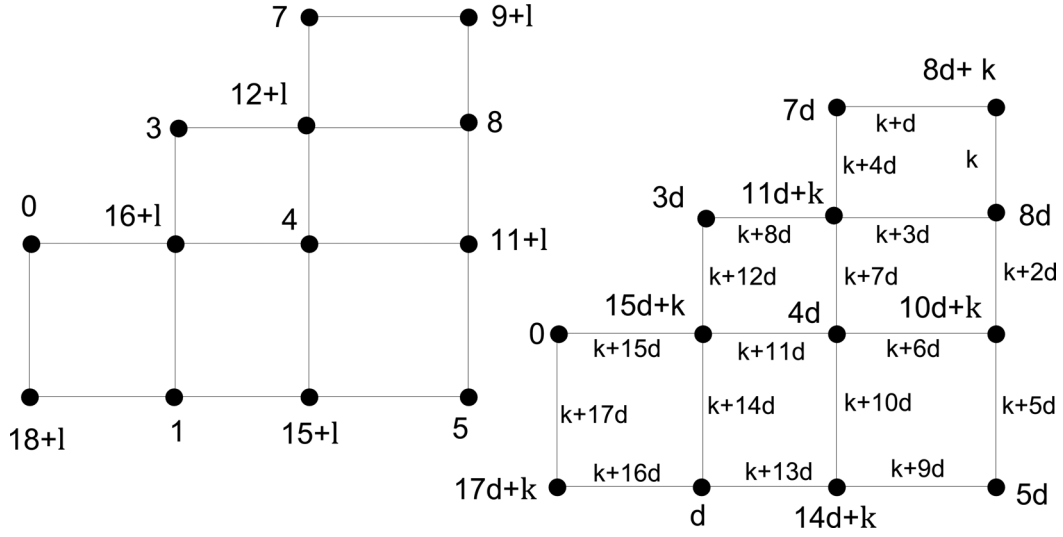 7
9+l
12+l
3
8
0
16+l
4
11+l
18+l
1
15+l
5
8d+ k
7d
k+d
k+4d
k
3d
11d+k
8d
k+8d
k+3d
k+12d
k+7d
k+2d
15d+k
4d
10d+k
0
k+15d
k+11d
k+6d
k+17d
k+14d
k+10d
k+5d
17d+k
k+16d
k+13d
k+9d
5d
d
14d+k